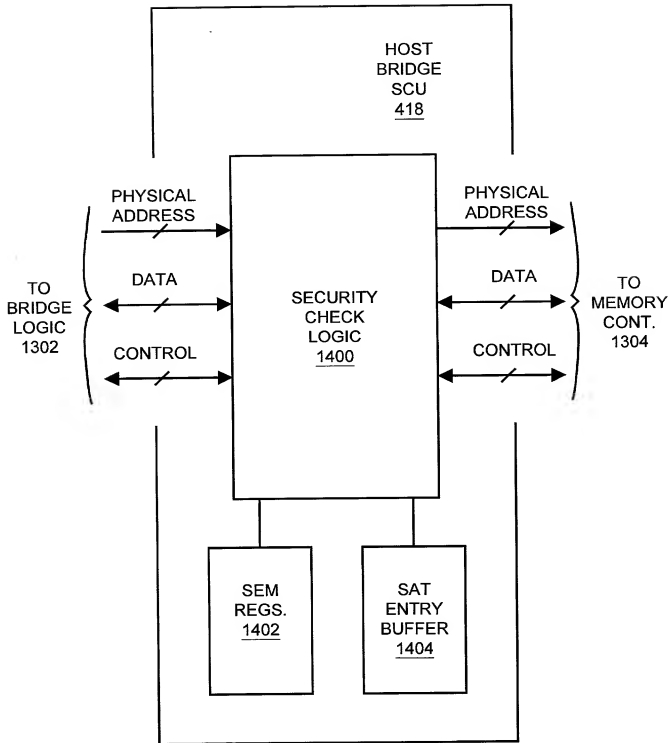 HOST
BRIDGE
SCU
418
PHYSICAL
ADDRESS
DATA
CONTROL
TO
BRIDGE
LOGIC
1302
SECURITY
CHECK
LOGIC
1400
PHYSICAL
ADDRESS
DATA
CONTROL
TO
MEMORY
CONT.
1304
SEM
REGS.
1402
SAT
ENTRY
BUFFER
1404